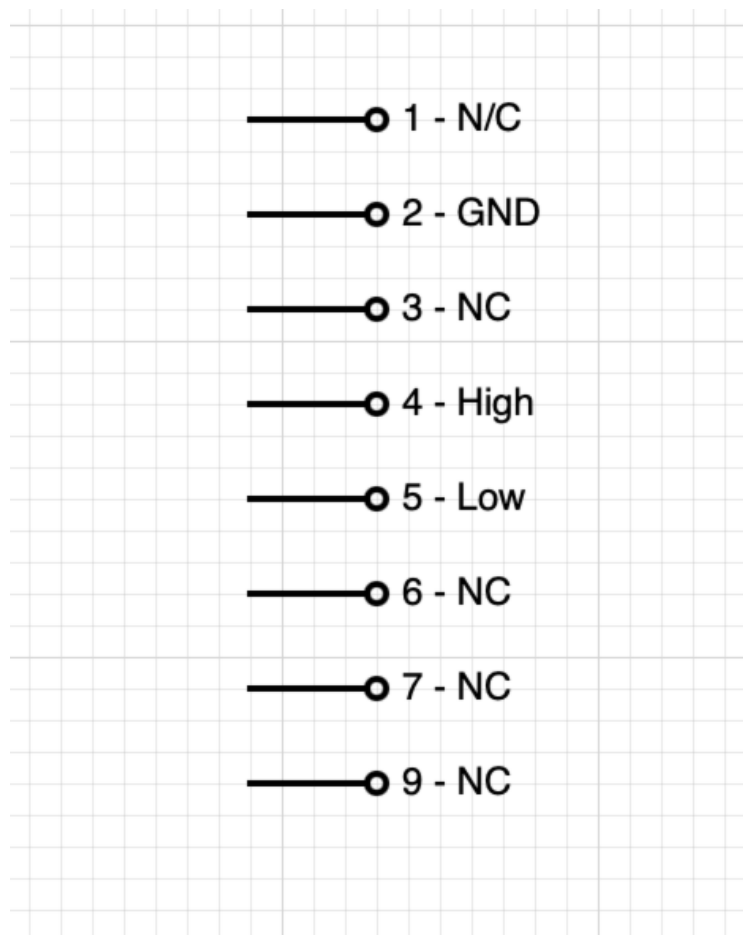 1 - N/C
2 - GND
3 - NC
4 - High
5 - Low
6 - NC
7 - NC
9 - NC